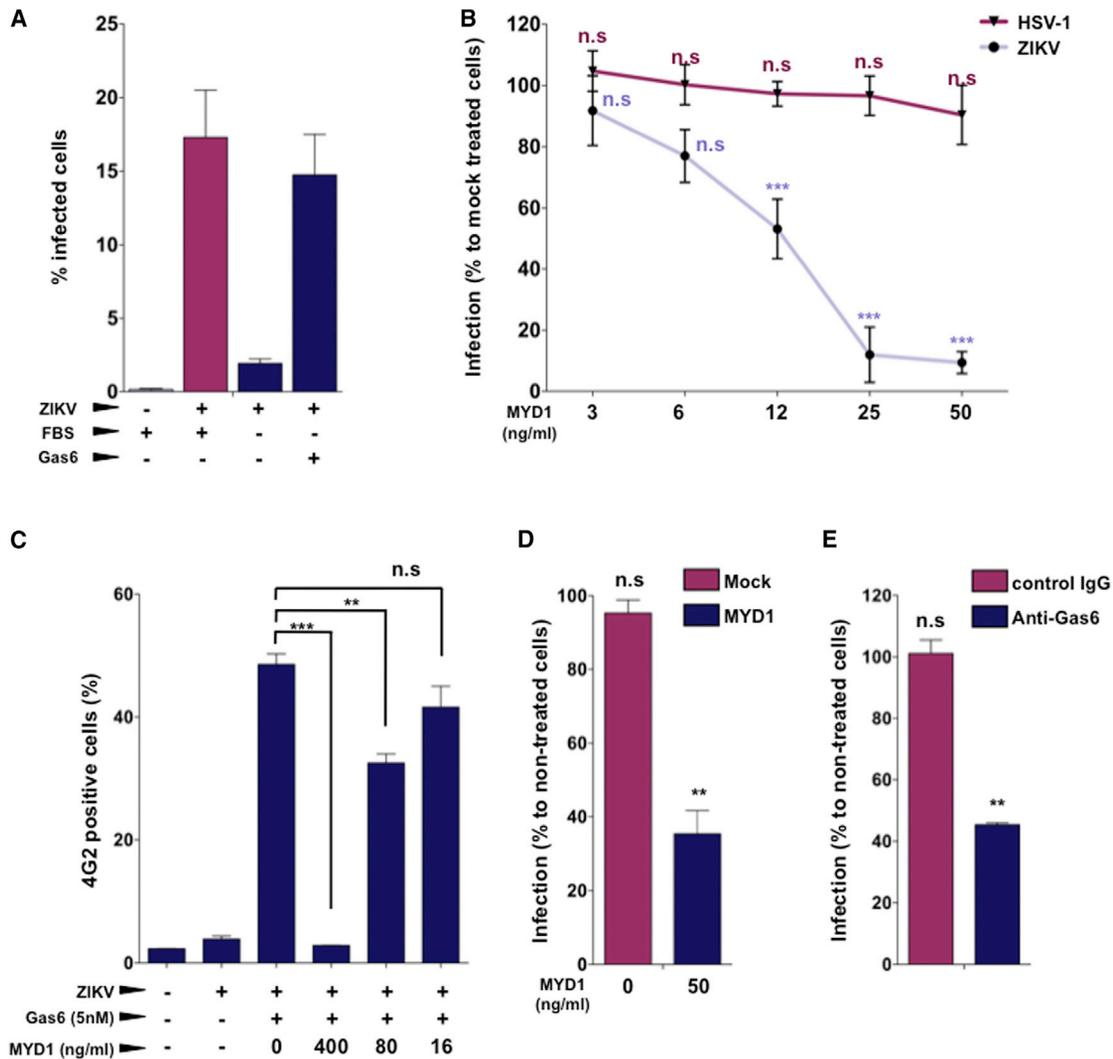 A
25
20
15
10
5
0
% infected cells
ZIKV - + + +
FBS + + - -
Gas6 - - - +
B
120
100
80
60
40
20
0
Infection (% to mock treated cells)
HSV-1
ZIKV
n.s n.s n.s n.s n.s
n.s n.s *** *** ***
MYD1 3 6 12 25 50
(ng/ml)
C
60
40
20
0
4G2 positive cells (%)
n.s
**
***
ZIKV - + + + + +
Gas6 (5nM) - - + + + +
MYD1 (ng/ml) - - 0 400 80 16
D
100
80
60
40
20
0
Infection (% to non-treated cells)
Mock
MYD1
n.s
**
MYD1 0 50
(ng/ml)
E
120
100
80
60
40
20
0
Infection (% to non-treated cells)
control IgG
Anti-Gas6
n.s
**